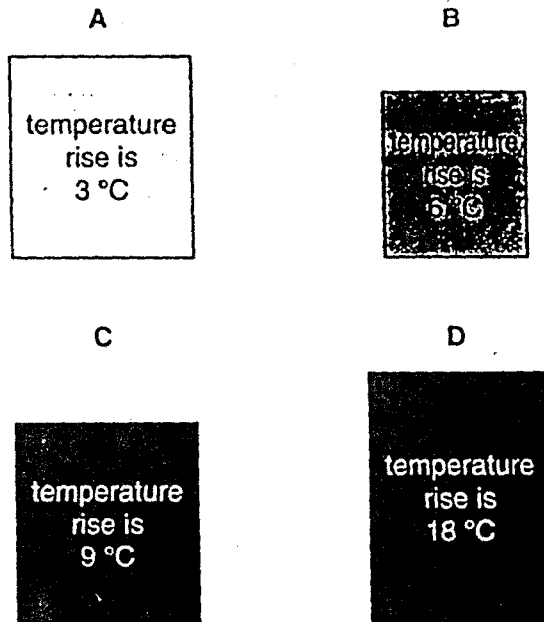 A
B
temperature
rise is
3 °C
temperature
rise is
6 °C
C
D
temperature
rise is
9 °C
temperature
rise is
18 °C